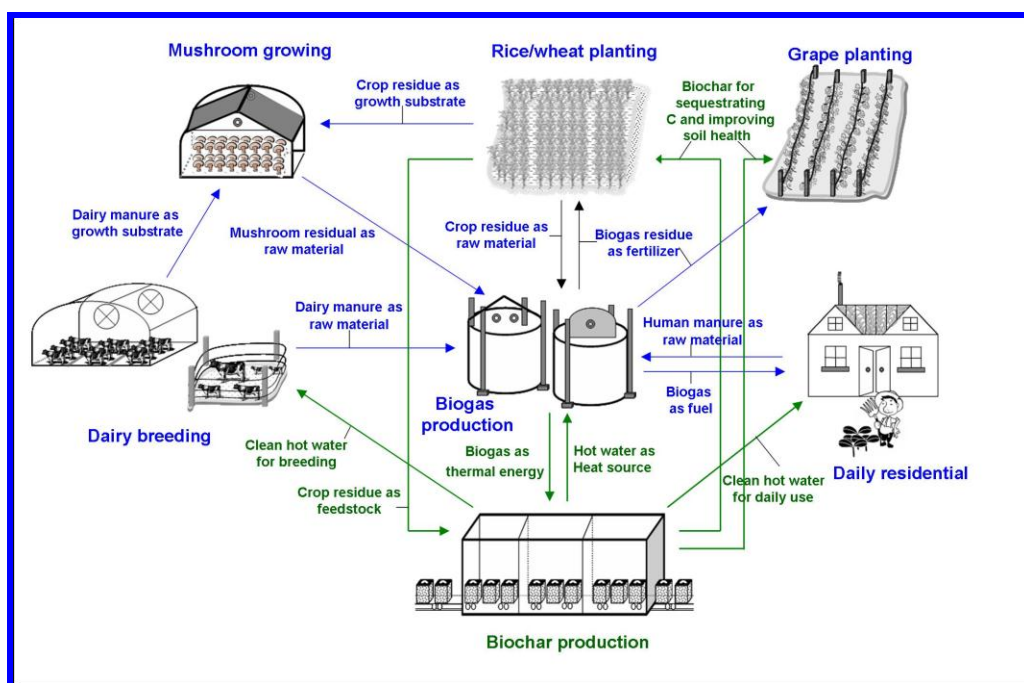 Mushroom growing
Rice/wheat planting
Grape planting
Crop residue as
growth substrate
Biochar for
sequestrating
C and improving
soil health
Dairy manure as
growth substrate
Mushroom residual as
raw material
Crop residue as
raw material
Biogas residue
as fertilizer
Dairy manure as
raw material
Human manure as
raw material
Biogas
as fuel
Biogas
production
Dairy breeding
Daily residential
Clean hot water
for breeding
Biogas as
thermal energy
Hot water as
Heat source
Clean hot water
for daily use
Crop residue as
feedstock
Biochar production